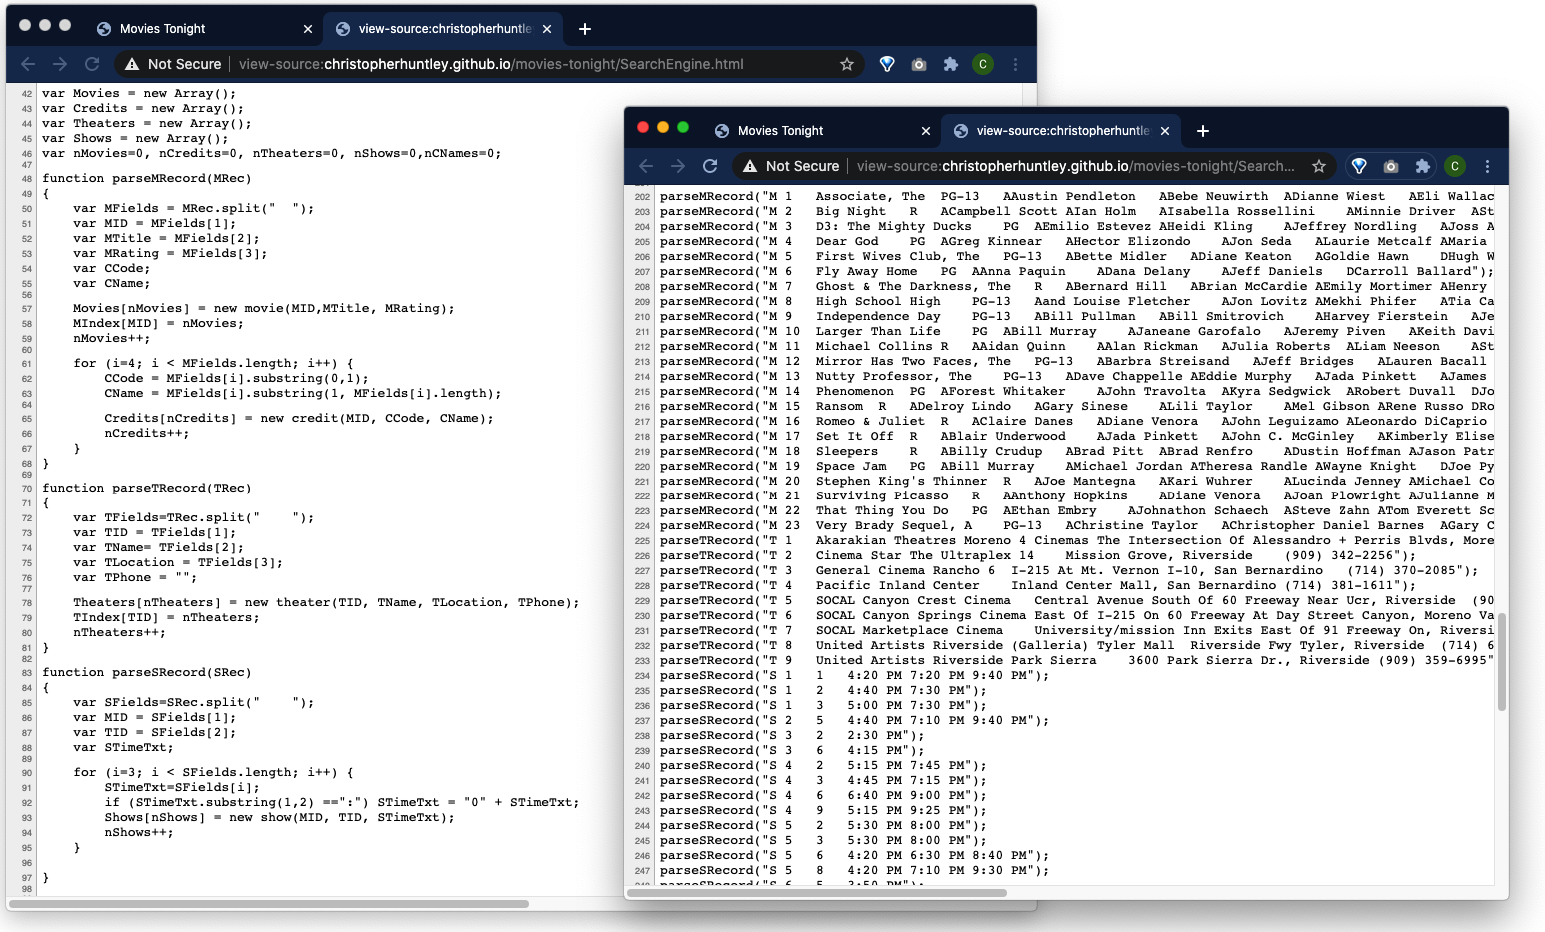 Movies Tonight
view-source:christopherhuntle
Not Secure
view-source:christopherhuntley.github.io/movies-tonight/SearchEngine.html
C
42 var Movies = new Array();
43 var Credits = new Array();
44 var Theaters = new Array();
45 var Shows = new Array();
46 var nMovies=0, nCredits=0, nTheaters=0, nShows=0,nCNames=0;
47
48 function parseMRecord(MRec)
49 {
50     var MFields = MRec.split("  ");
51     var MID = MFields[1];
52     var MTitle = MFields[2];
53     var MRating = MFields[3];
54     var CCode;
55     var CName;
56
57     Movies[nMovies] = new movie(MID,MTitle, MRating);
58     MIndex[MID] = nMovies;
59     nMovies++;
60
61     for (i=4; i < MFields.length; i++) {
62         CCode = MFields[i].substring(0,1);
63         CName = MFields[i].substring(1, MFields[i].length);
64
65         Credits[nCredits] = new credit(MID, CCode, CName);
66         nCredits++;
67     }
68 }
69
70 function parseTRecord(TRec)
71 {
72     var TFields=TRec.split("    ");
73     var TID = TFields[1];
74     var TName= TFields[2];
75     var TLocation = TFields[3];
76     var TPhone = "";
77
78     Theaters[nTheaters] = new theater(TID, TName, TLocation, TPhone);
79     TIndex[TID] = nTheaters;
80     nTheaters++;
81 }
82
83 function parseSRecord(SRec)
84 {
85     var SFields=SRec.split("    ");
86     var MID = SFields[1];
87     var TID = SFields[2];
88     var STimeTxt;
89
90     for (i=3; i < SFields.length; i++) {
91         STimeTxt=SFields[i];
92         if (STimeTxt.substring(1,2) ==":") STimeTxt = "0" + STimeTxt;
93         Shows[nShows] = new show(MID, TID, STimeTxt);
94         nShows++;
95     }
96
97 }
98
Movies Tonight
view-source:christopherhuntle
Not Secure
view-source:christopherhuntley.github.io/movies-tonight/Search...
C
202 parseMRecord("M 1   Associate, The  PG-13   AAustin Pendleton   ABebe Neuwirth  ADianne Wiest   AEli Wallac
203 parseMRecord("M 2   Big Night   R   ACampbell Scott AIan Holm   AIsabella Rossellini    AMinnie Driver  ASt
204 parseMRecord("M 3   D3: The Mighty Ducks    PG  AEmilio Estevez AHeidi Kling    AJeffrey Nordling   AJoss A
205 parseMRecord("M 4   Dear God    PG  AGreg Kinnear   AHector Elizondo    AJon Seda   ALaurie Metcalf AMaria
206 parseMRecord("M 5   First Wives Club, The   PG-13   ABette Midler   ADiane Keaton   AGoldie Hawn    DHugh W
207 parseMRecord("M 6   Fly Away Home   PG  AAnna Paquin    ADana Delany    AJeff Daniels   DCarroll Ballard");
208 parseMRecord("M 7   Ghost & The Darkness, The   R   ABernard Hill   ABrian McCardie AEmily Mortimer AHenry
209 parseMRecord("M 8   High School High    PG-13   Aand Louise Fletcher    AJon Lovitz AMekhi Phifer   ATia Ca
210 parseMRecord("M 9   Independence Day    PG-13   ABill Pullman   ABill Smitrovich    AHarvey Fierstein   AJe
211 parseMRecord("M 10  Larger Than Life    PG  ABill Murray    AJaneane Garofalo   AJeremy Piven   AKeith Davi
212 parseMRecord("M 11  Michael Collins R   AAidan Quinn    AAlan Rickman   AJulia Roberts  ALiam Neeson    ASt
213 parseMRecord("M 12  Mirror Has Two Faces, The   PG-13   ABarbra Streisand   AJeff Bridges   ALauren Bacall
214 parseMRecord("M 13  Nutty Professor, The    PG-13   ADave Chappelle AEddie Murphy   AJada Pinkett   AJames
215 parseMRecord("M 14  Phenomenon  PG  AForest Whitaker    AJohn Travolta  AKyra Sedgwick  ARobert Duvall  DJo
216 parseMRecord("M 15  Ransom  R   ADelroy Lindo   AGary Sinese    ALili Taylor    AMel Gibson ARene Russo DRo
217 parseMRecord("M 16  Romeo & Juliet  R   AClaire Danes   ADiane Venora   AJohn Leguizamo ALeonardo DiCaprio
218 parseMRecord("M 17  Set It Off  R   ABlair Underwood    AJada Pinkett   AJohn C. McGinley   AKimberly Elise
219 parseMRecord("M 18  Sleepers    R   ABilly Crudup   ABrad Pitt  ABrad Renfro    ADustin Hoffman AJason Patr
220 parseMRecord("M 19  Space Jam   PG  ABill Murray    AMichael Jordan ATheresa Randle AWayne Knight   DJoe Py
221 parseMRecord("M 20  Stephen King's Thinner  R   AJoe Mantegna   AKari Wuhrer    ALucinda Jenney AMichael Co
222 parseMRecord("M 21  Surviving Picasso   R   AAnthony Hopkins    ADiane Venora   AJoan Plowright AJulianne M
223 parseMRecord("M 22  That Thing You Do   PG  AEthan Embry    AJohnathon Schaech  ASteve Zahn ATom Everett Sc
224 parseMRecord("M 23  Very Brady Sequel, A    PG-13   AChristine Taylor   AChristopher Daniel Barnes  AGary C
225 parseTRecord("T 1   Akarakian Theatres Moreno 4 Cinemas The Intersection Of Alessandro + Perris Blvds, More
226 parseTRecord("T 2   Cinema Star The Ultraplex 14    Mission Grove, Riverside    (909) 342-2256");
227 parseTRecord("T 3   General Cinema Rancho 6  I-215 At Mt. Vernon I-10, San Bernardino   (714) 370-2085");
228 parseTRecord("T 4   Pacific Inland Center    Inland Center Mall, San Bernardino (714) 381-1611");
229 parseTRecord("T 5   SOCAL Canyon Crest Cinema   Central Avenue South Of 60 Freeway Near Ucr, Riverside  (90
230 parseTRecord("T 6   SOCAL Canyon Springs Cinema East Of I-215 On 60 Freeway At Day Street Canyon, Moreno Va
231 parseTRecord("T 7   SOCAL Marketplace Cinema    University/mission Inn Exits East Of 91 Freeway On, Riversi
232 parseTRecord("T 8   United Artists Riverside (Galleria) Tyler Mall  Riverside Fwy Tyler, Riverside  (714) 6
233 parseTRecord("T 9   United Artists Riverside Park Sierra    3600 Park Sierra Dr., Riverside (909) 359-6995"
234 parseSRecord("S 1   1   4:20 PM 7:20 PM 9:40 PM");
235 parseSRecord("S 1   2   4:40 PM 7:30 PM");
236 parseSRecord("S 1   3   5:00 PM 7:30 PM");
237 parseSRecord("S 2   5   4:40 PM 7:10 PM 9:40 PM");
238 parseSRecord("S 3   2   2:30 PM");
239 parseSRecord("S 3   6   4:15 PM");
240 parseSRecord("S 4   2   5:15 PM 7:45 PM");
241 parseSRecord("S 4   3   4:45 PM 7:15 PM");
242 parseSRecord("S 4   6   6:40 PM 9:00 PM");
243 parseSRecord("S 4   9   5:15 PM 9:25 PM");
244 parseSRecord("S 5   2   5:30 PM 8:00 PM");
245 parseSRecord("S 5   3   5:30 PM 8:00 PM");
246 parseSRecord("S 5   6   4:20 PM 6:30 PM 8:40 PM");
247 parseSRecord("S 5   8   4:20 PM 7:10 PM 9:30 PM");
248 parseSRecord("S 6   5   3:50 PM");